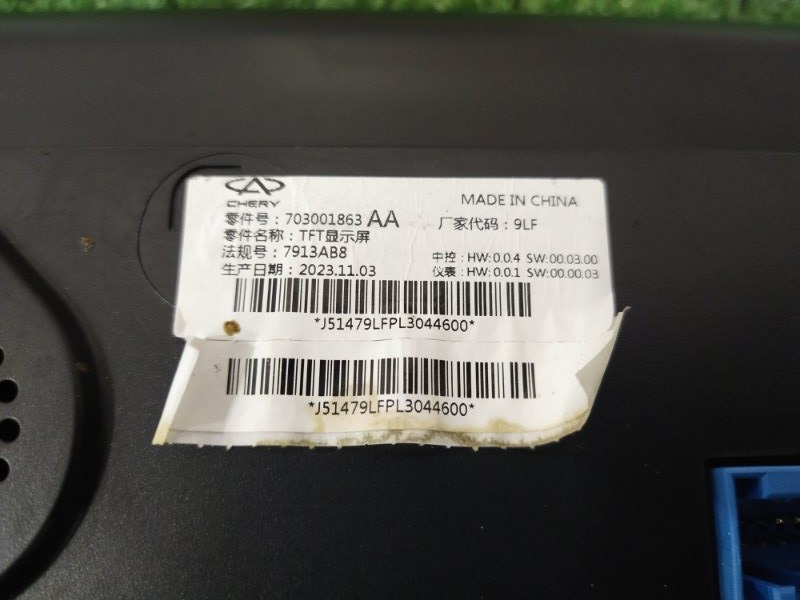 CHERY
MADE IN CHINA
零件号：703001863 AA
厂家代码：9LF
零件名称：TFT显示屏
法规号：7913AB8
中控：HW:0.0.4 SW:00.03.00
生产日期：2023.11.03
仪表：HW:0.0.1 SW:00.00.03
*J51479LFPL3044600*
*J51479LFPL3044600*